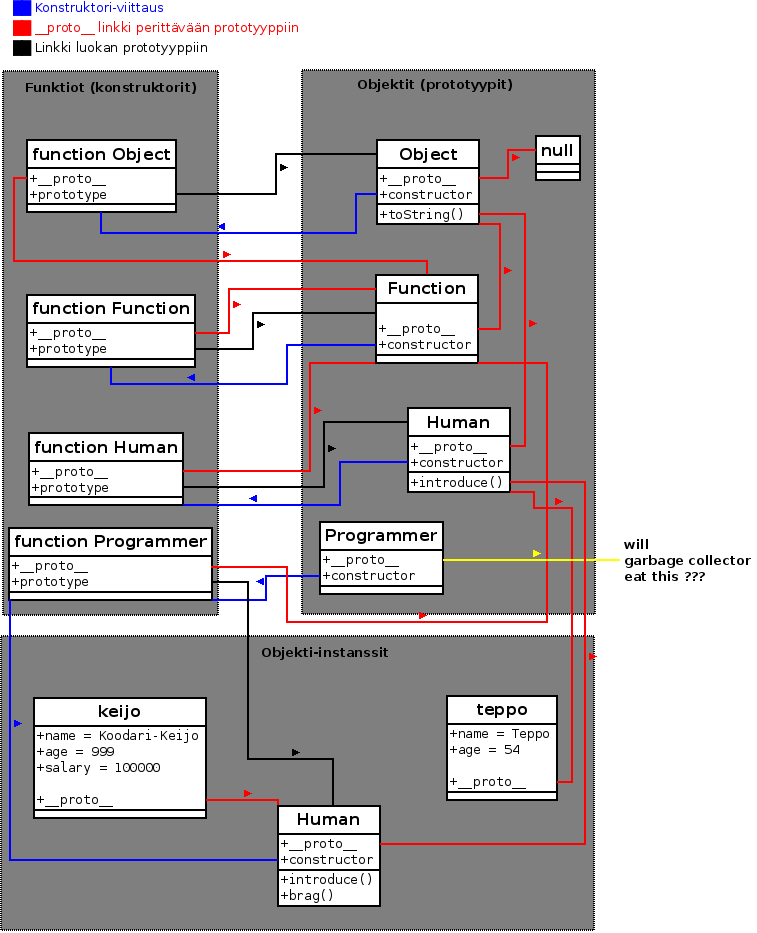 Konstruktori-viittaus
__proto__ linkki perittävään prototyyppiin
Linkki luokan prototyyppiin
Funktiot (konstruktorit)
function Object
+__proto__
+prototype
function Function
+__proto__
+prototype
function Human
+__proto__
+prototype
function Programmer
+__proto__
+prototype
Objektit (prototyypit)
Object
+__proto__
+constructor
+toString()
null
Function
+__proto__
+constructor
Human
+__proto__
+constructor
+introduce()
Programmer
+__proto__
+constructor
will
garbage collector
eat this ???
Objekti-instanssit
keijo
+name = Koodari-Keijo
+age = 999
+salary = 100000
+__proto__
teppo
+name = Teppo
+age = 54
+__proto__
Human
+__proto__
+constructor
+introduce()
+brag()